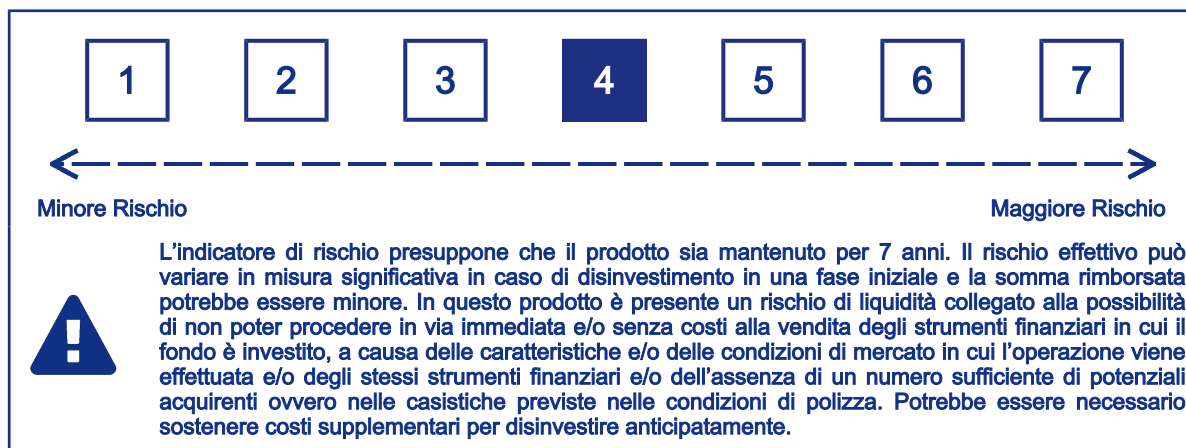 1 2 3 4 5 6 7
Minore Rischio Maggiore Rischio
L'indicatore di rischio presuppone che il prodotto sia mantenuto per 7 anni. Il rischio effettivo può
variare in misura significativa in caso di disinvestimento in una fase iniziale e la somma rimborsata
potrebbe essere minore. In questo prodotto è presente un rischio di liquidità collegato alla possibilità
di non poter procedere in via immediata e/o senza costi alla vendita degli strumenti finanziari in cui il
fondo è investito, a causa delle caratteristiche e/o delle condizioni di mercato in cui l'operazione viene
effettuata e/o degli stessi strumenti finanziari e/o dell'assenza di un numero sufficiente di potenziali
acquirenti ovvero nelle casistiche previste nelle condizioni di polizza. Potrebbe essere necessario
sostenere costi supplementari per disinvestire anticipatamente.